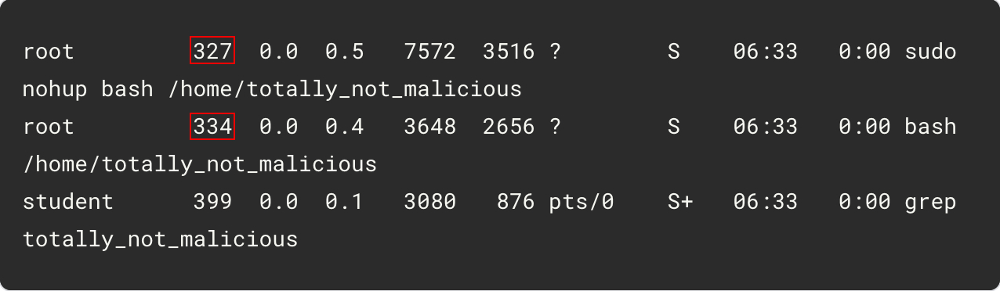 root 327 0.0 0.5 7572 3516 ? S 06:33 0:00 sudo
nohup bash /home/totally_not_malicious
root 334 0.0 0.4 3648 2656 ? S 06:33 0:00 bash
/home/totally_not_malicious
student 399 0.0 0.1 3080 876 pts/0 S+ 06:33 0:00 grep
totally_not_malicious